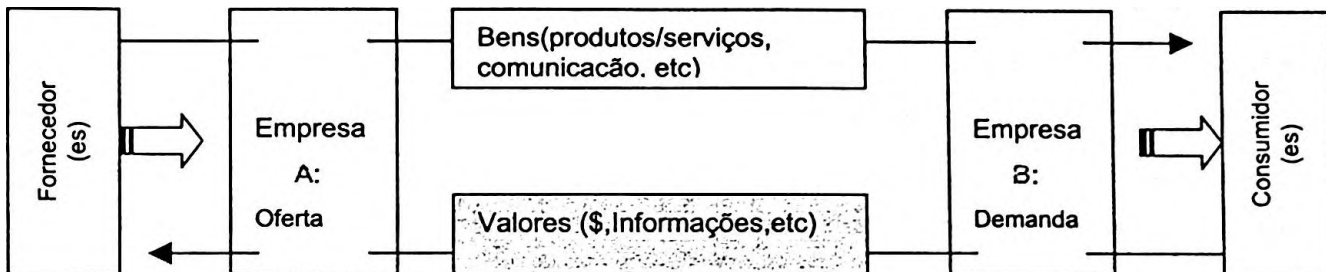 Fornecedor
(es)
Empresa
A:
Oferta
Bens(produtos/serviços,
comunicacão. etc)
Valores ($,Informações,etc)
Empresa
B:
Demanda
Consumidor
(es)